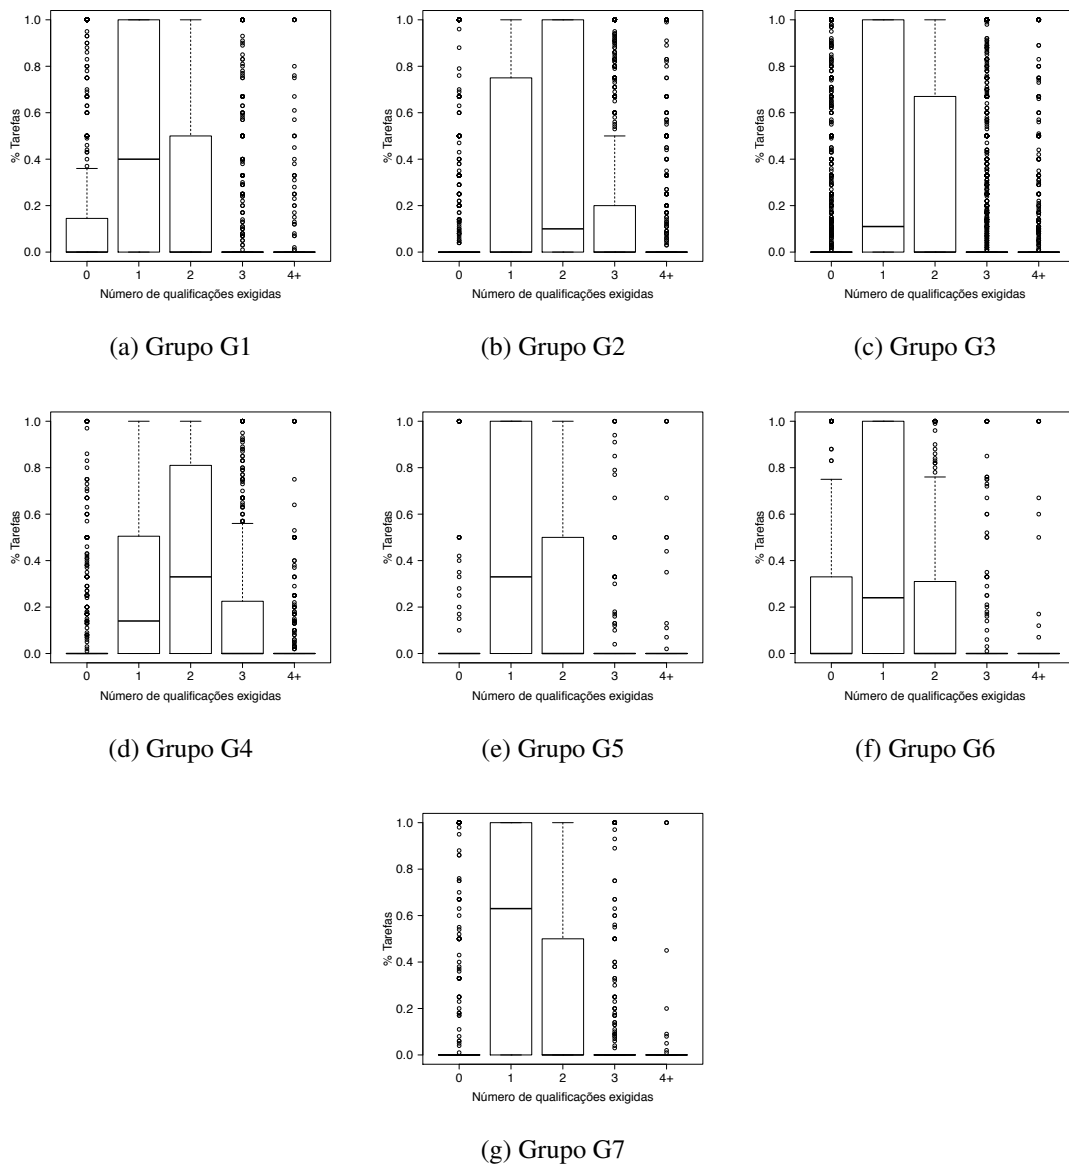 1.0
0.8
0.6
0.4
0.2
0.0
% Tarefas
0 1 2 3 4+
Número de qualificações exigidas
(a) Grupo G1
1.0
0.8
0.6
0.4
0.2
0.0
% Tarefas
0 1 2 3 4+
Número de qualificações exigidas
(b) Grupo G2
1.0
0.8
0.6
0.4
0.2
0.0
% Tarefas
0 1 2 3 4+
Número de qualificações exigidas
(c) Grupo G3
1.0
0.8
0.6
0.4
0.2
0.0
% Tarefas
0 1 2 3 4+
Número de qualificações exigidas
(d) Grupo G4
1.0
0.8
0.6
0.4
0.2
0.0
% Tarefas
0 1 2 3 4+
Número de qualificações exigidas
(e) Grupo G5
1.0
0.8
0.6
0.4
0.2
0.0
% Tarefas
0 1 2 3 4+
Número de qualificações exigidas
(f) Grupo G6
1.0
0.8
0.6
0.4
0.2
0.0
% Tarefas
0 1 2 3 4+
Número de qualificações exigidas
(g) Grupo G7